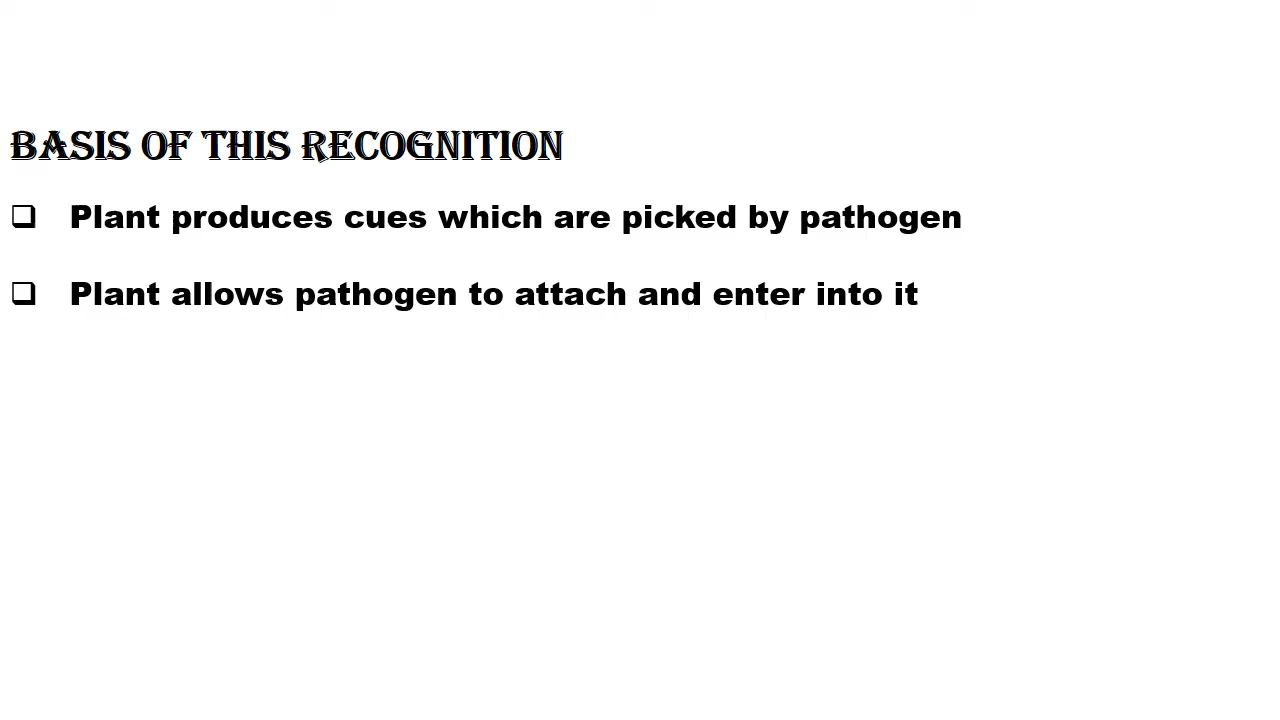 BASIS OF THIS RECOGNITION
❑ Plant produces cues which are picked by pathogen
❑ Plant allows pathogen to attach and enter into it